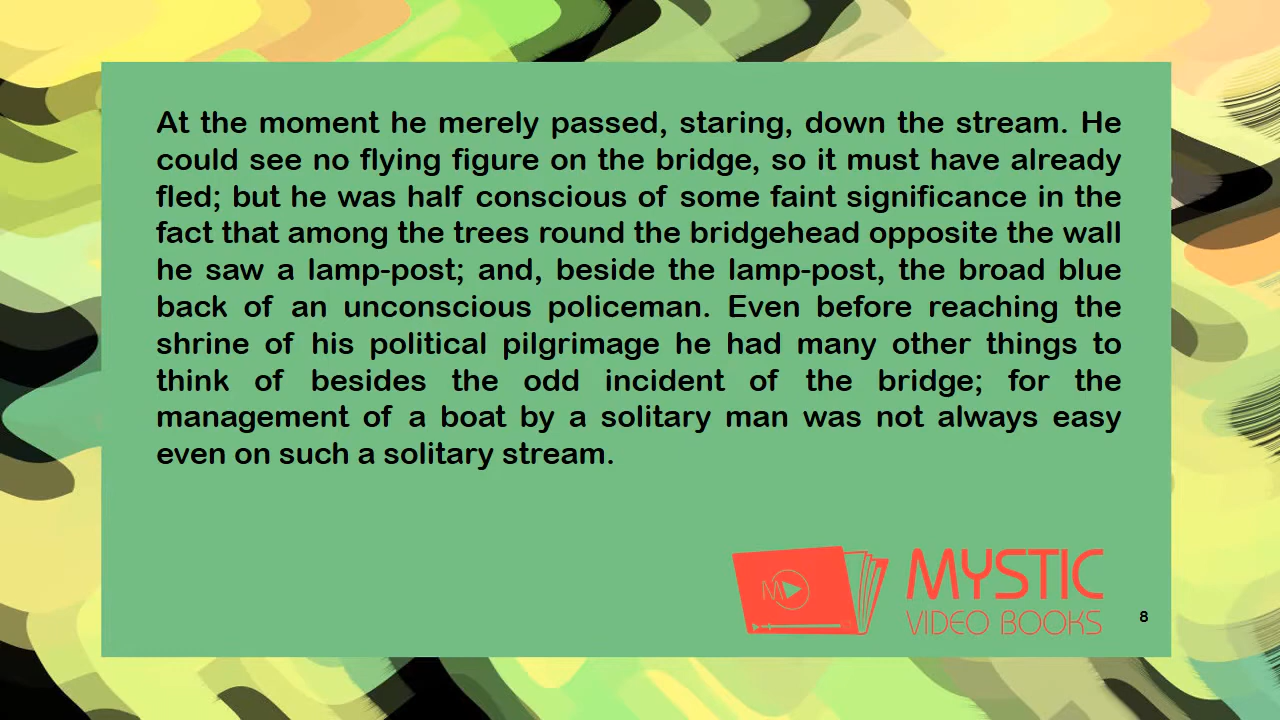 At the moment he merely passed, staring, down the stream. He
could see no flying figure on the bridge, so it must have already
fled; but he was half conscious of some faint significance in the
fact that among the trees round the bridgehead opposite the wall
he saw a lamp-post; and, beside the lamp-post, the broad blue
back of an unconscious policeman. Even before reaching the
shrine of his political pilgrimage he had many other things to
think of besides the odd incident of the bridge; for the
management of a boat by a solitary man was not always easy
even on such a solitary stream.
M
MYSTIC
VIDEO BOOKS
8